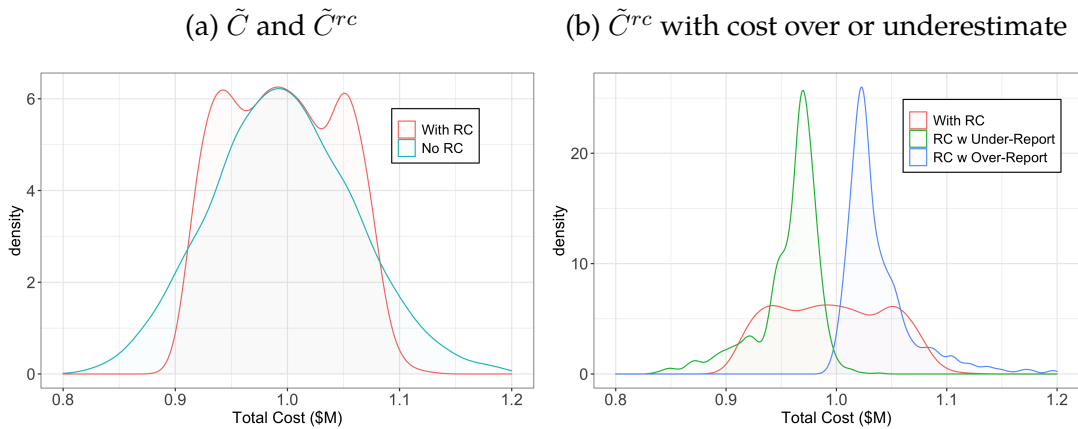 (a) C̃ and C̃ʳᶜ
(b) C̃ʳᶜ with cost over or underestimate
With RC
No RC
density
0
2
4
6
0.8
0.9
1.0
1.1
1.2
Total Cost ($M)
With RC
RC w Under-Report
RC w Over-Report
density
0
10
20
0.8
0.9
1.0
1.1
1.2
Total Cost ($M)